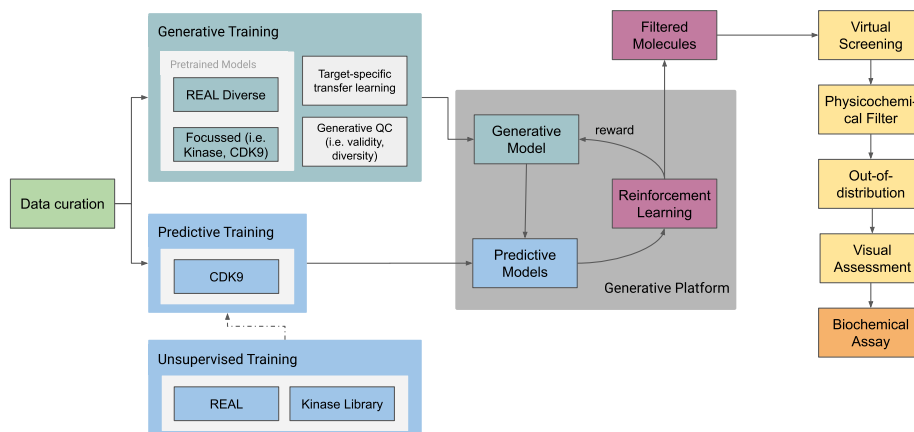 Generative Training
Pretrained Models
REAL Diverse
Focussed (i.e.
Kinase, CDK9)
Target-specific
transfer learning
Generative QC
(i.e. validity,
diversity)
Data curation
Predictive Training
CDK9
Unsupervised Training
REAL
Kinase Library
Generative
Model
reward
Reinforcement
Learning
Predictive
Models
Generative Platform
Filtered
Molecules
Virtual
Screening
Physicochemi-
cal Filter
Out-of-
distribution
Visual
Assessment
Biochemical
Assay